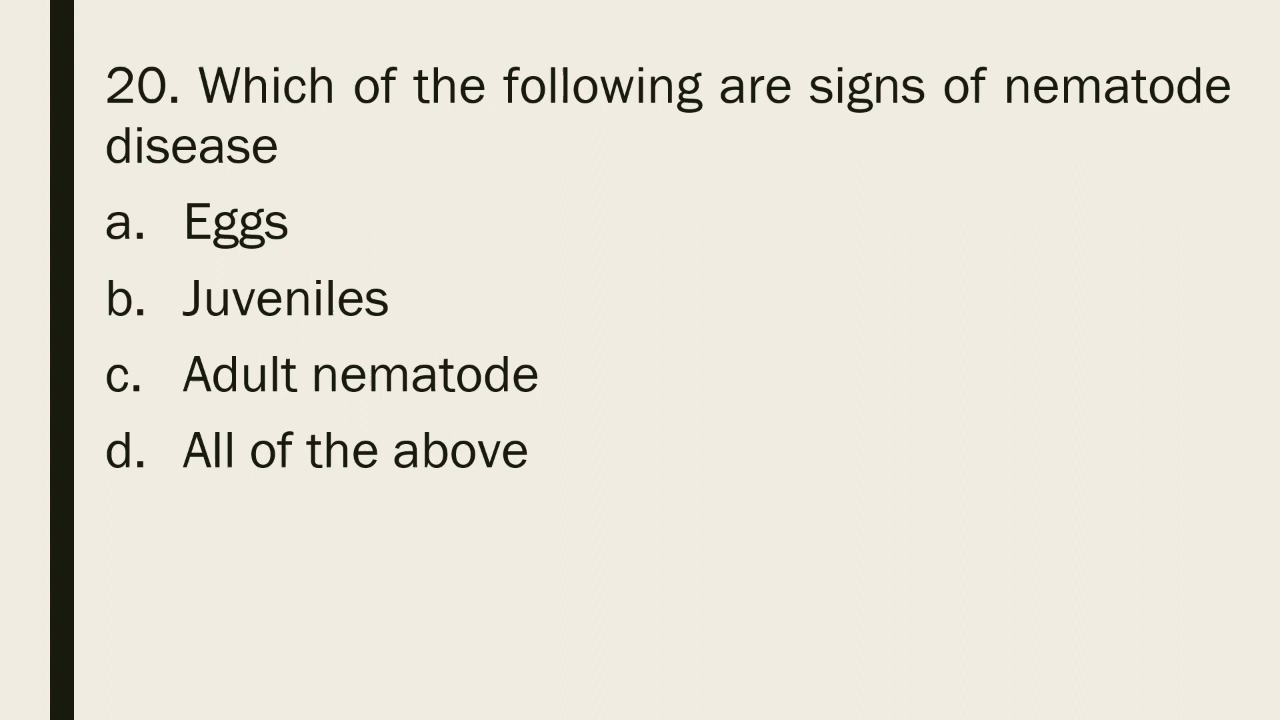 20. Which of the following are signs of nematode
disease
a. Eggs
b. Juveniles
c. Adult nematode
d. All of the above